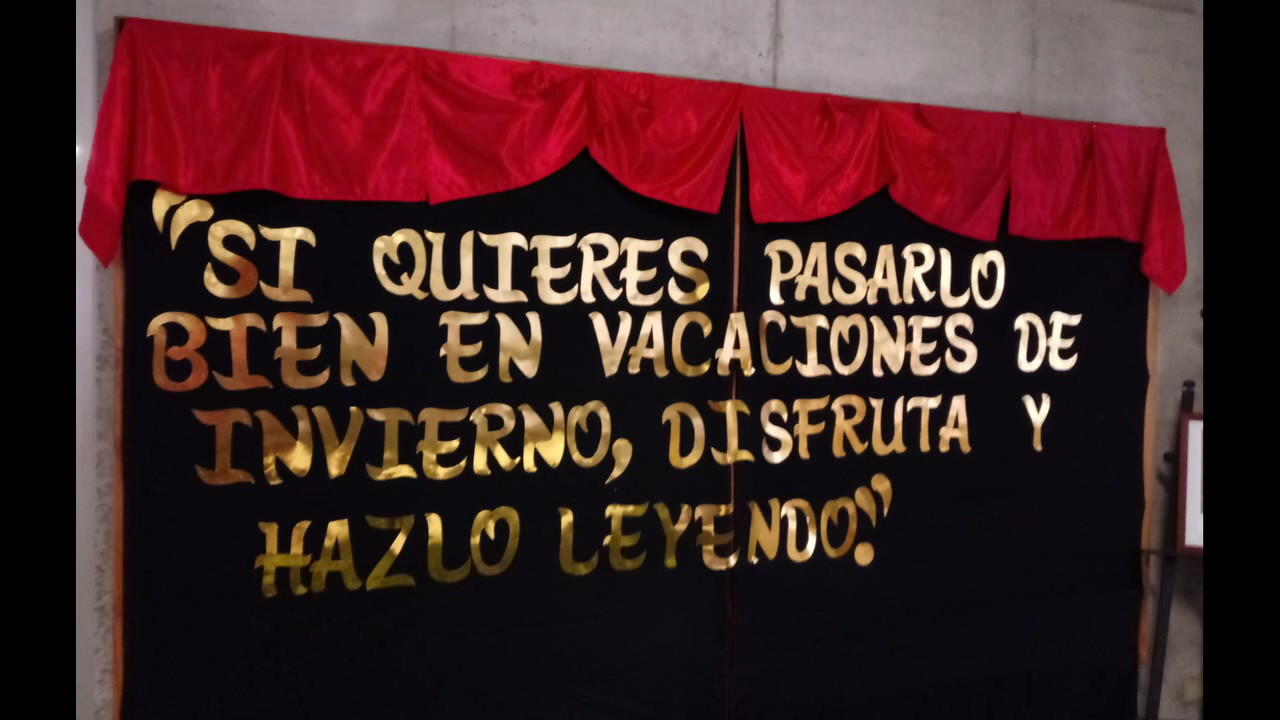 “SI QUIERES PASARLO
BIEN EN VACACIONES DE
INVIERNO, DISFRUTA Y
HAZLO LEYENDO.”